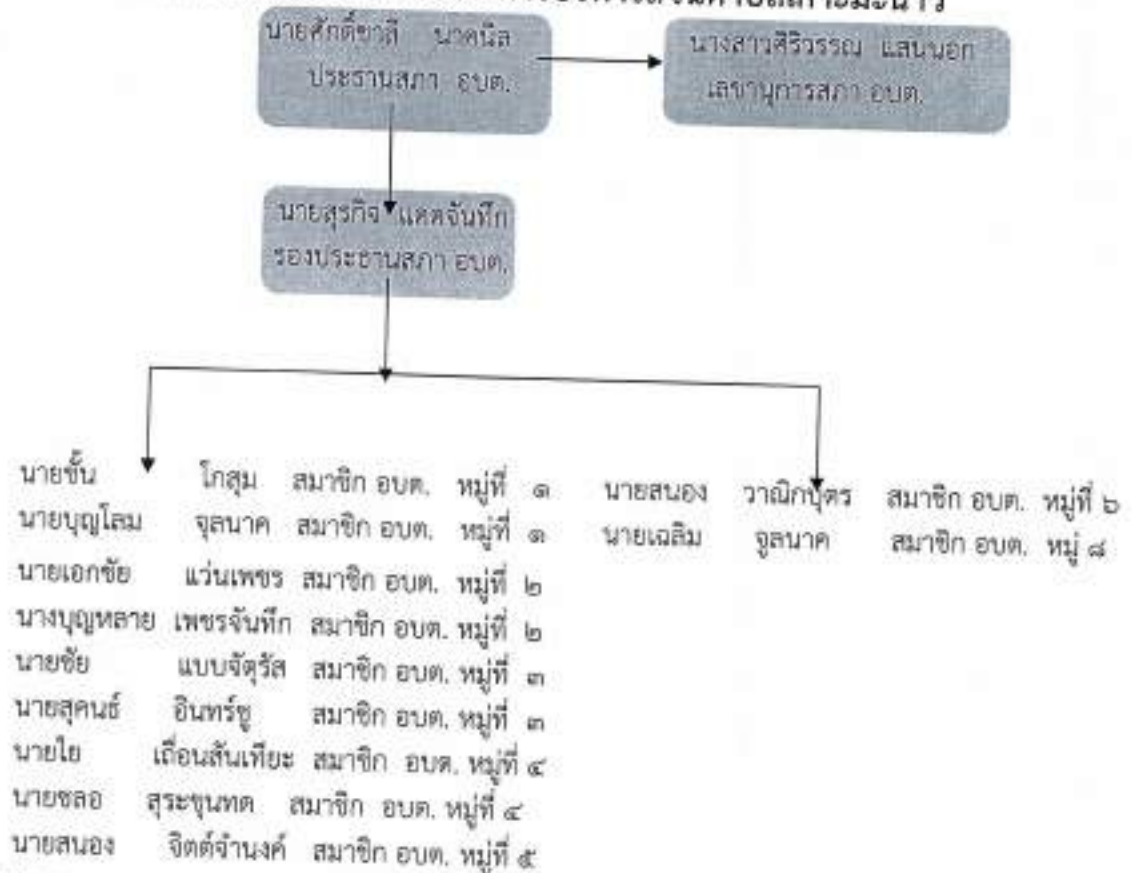 นายศักดิ์ชาลี นาคนิล
ประธานสภา อบต.
นางสาวศิริวรรณ แสนนอก
เลขานุการสภา อบต.
นายสุรกิจ แคดจันทึก
รองประธานสภา อบต.
นายชั้น โกสุม สมาชิก อบต. หมู่ที่ ๑
นายบุญโลม จุลนาค สมาชิก อบต. หมู่ที่ ๑
นายเอกชัย แว่นเพชร สมาชิก อบต. หมู่ที่ ๒
นางบุญหลาย เพชรจันทึก สมาชิก อบต. หมู่ที่ ๒
นายชัย แบบจัตุรัส สมาชิก อบต. หมู่ที่ ๓
นายสุคนธ์ อินทร์ชู สมาชิก อบต. หมู่ที่ ๓
นายใย เถื่อนสันเทียะ สมาชิก อบต. หมู่ที่ ๔
นายชลอ สุระขุนทด สมาชิก อบต. หมู่ที่ ๔
นายสนอง จิตต์จำนงค์ สมาชิก อบต. หมู่ที่ ๕
นายสนอง วาณิกบุตร สมาชิก อบต. หมู่ที่ ๖
นายเฉลิม จูลนาค สมาชิก อบต. หมู่ ๘